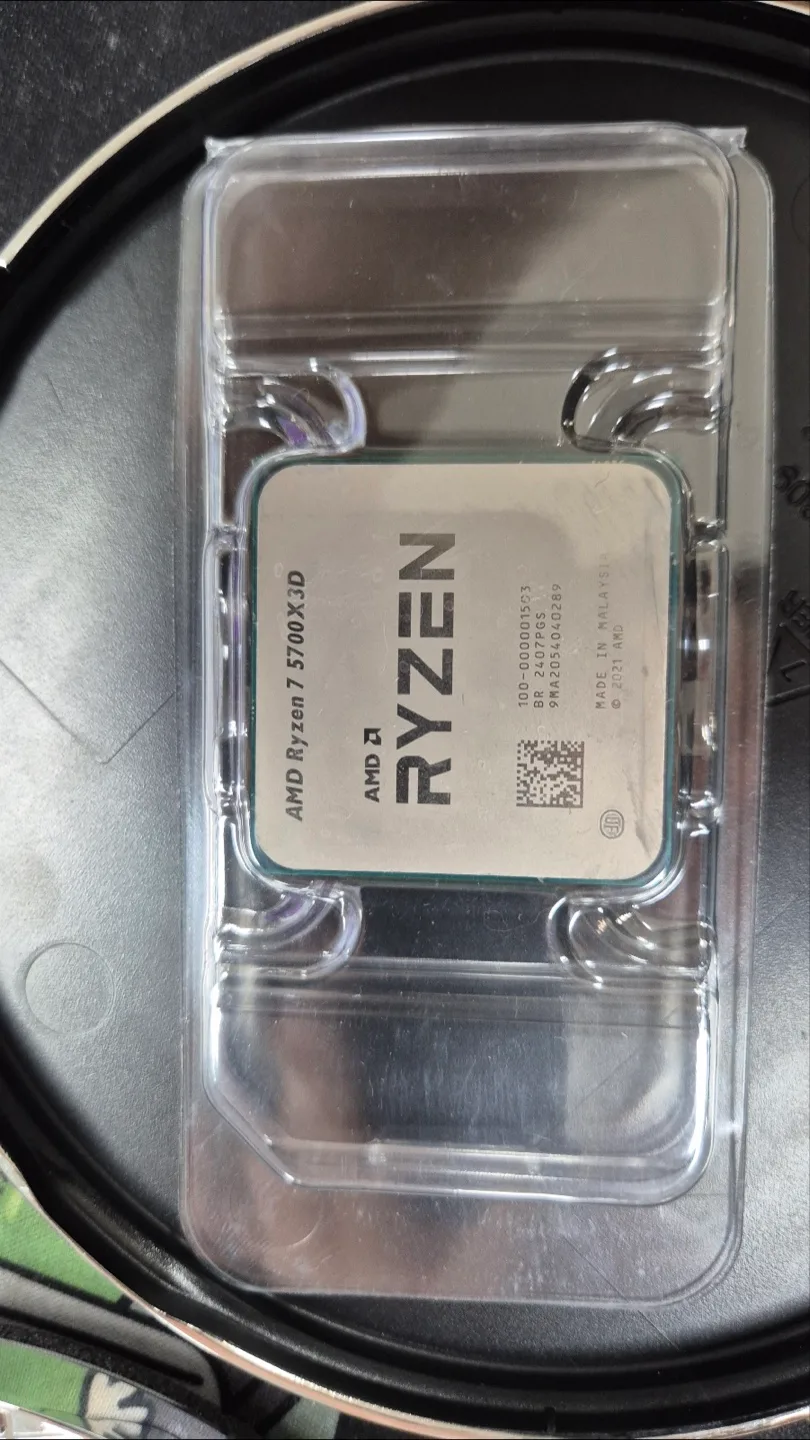 AMD Ryzen 7 5700X3D
AMD
RYZEN
100-000001503
BR 2407PGS
9MA2054040289
MADE IN MALAYSIA
© 2021 AMD